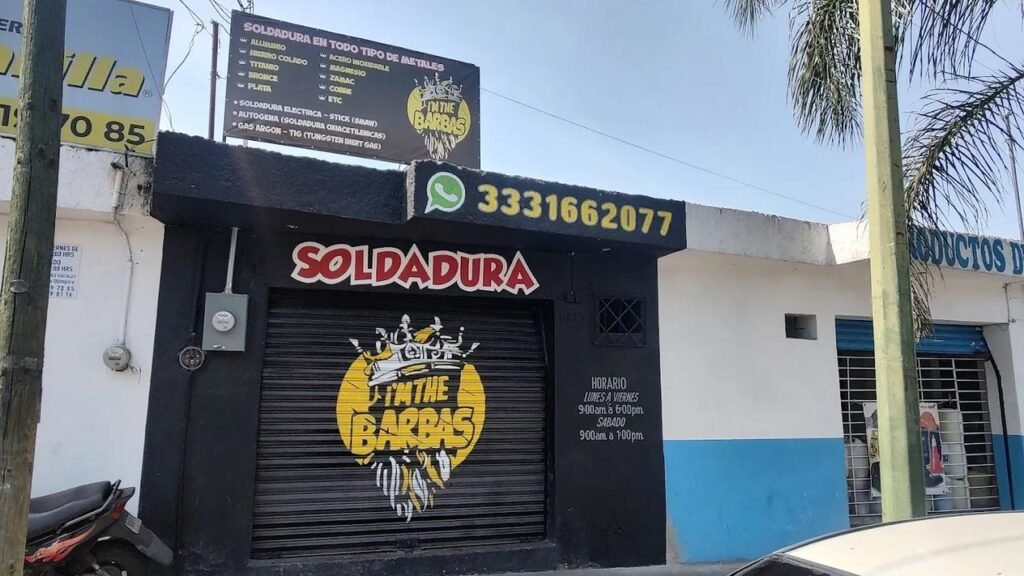 SOLDADURA EN TODO TIPO DE METALES
ALUMINIO
HIERRO COLADO
TITANIO
BRONCE
PLATA
ACERO INOXIDABLE
MAGNESIO
ZAMAC
COBRE
ETC
• SOLDADURA ELECTRICA - STICK (SMAW)
• AUTOGENA (SOLDADURA OXIACETILENICAS)
• GAS ARGON - TIG (TUNGSTEN INERT GAS)
I'M THE
BARBAS
3331662077
SOLDADURA
I'M THE
BARBAS
HORARIO
LUNES A VIERNES
9:00am. a 6:00pm.
SABADO
9:00am. a 1:00pm.
illa
70 85
RODUCTOS D